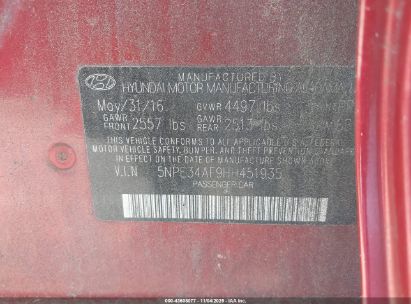 MANUFACTURED BY
HYUNDAI MOTOR MANUFACTURING
May/31/16 GVWR 4497 lbs
GAWR GAWR
FRONT 2557 lbs REAR 2513 lbs
THIS VEHICLE CONFORMS TO ALL APPLICABLE FEDERAL
MOTOR VEHICLE SAFETY, BUMPER, AND THEFT PREVENTION
STANDARDS IN EFFECT ON THE DATE OF MANUFACTURE SHOWN ABOVE.
V.I.N 5NPE34AF9HH451935
PASSENGER CAR